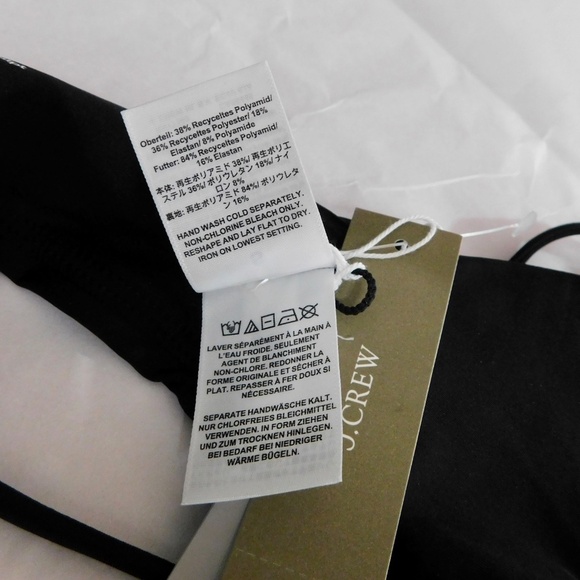 Oberteil: 38% Recyceltes Polyamid/
36% Recyceltes Polyester/ 18%
Elastan/ 8% Polyamide
Futter: 84% Recyceltes Polyamid/
16% Elastan
本体: 再生ポリアミド 38%/ 再生ポリエ
ステル 36%/ ポリウレタン 18%/ ナイ
ロン 8%
裏地: 再生ポリアミド 84%/ ポリウレタ
ン 16%
HAND WASH COLD SEPARATELY.
NON-CHLORINE BLEACH ONLY.
RESHAPE AND LAY FLAT TO DRY.
IRON ON LOWEST SETTING.
LAVER SÉPARÉMENT À LA MAIN À
L'EAU FROIDE. SEULEMENT
AGENT DE BLANCHIMENT
NON-CHLORE. REDONNER LA
FORME ORIGINALE ET SÉCHER À
PLAT. REPASSER À FER DOUX SI
NÉCESSAIRE.
SEPARATE HANDWÄSCHE KALT.
NUR CHLORFREIES BLEICHMITTEL
VERWENDEN. IN FORM ZIEHEN
UND ZUM TROCKNEN HINLEGEN.
BEI BEDARF BEI NIEDRIGER
WÄRME BÜGELN.
J.CREW